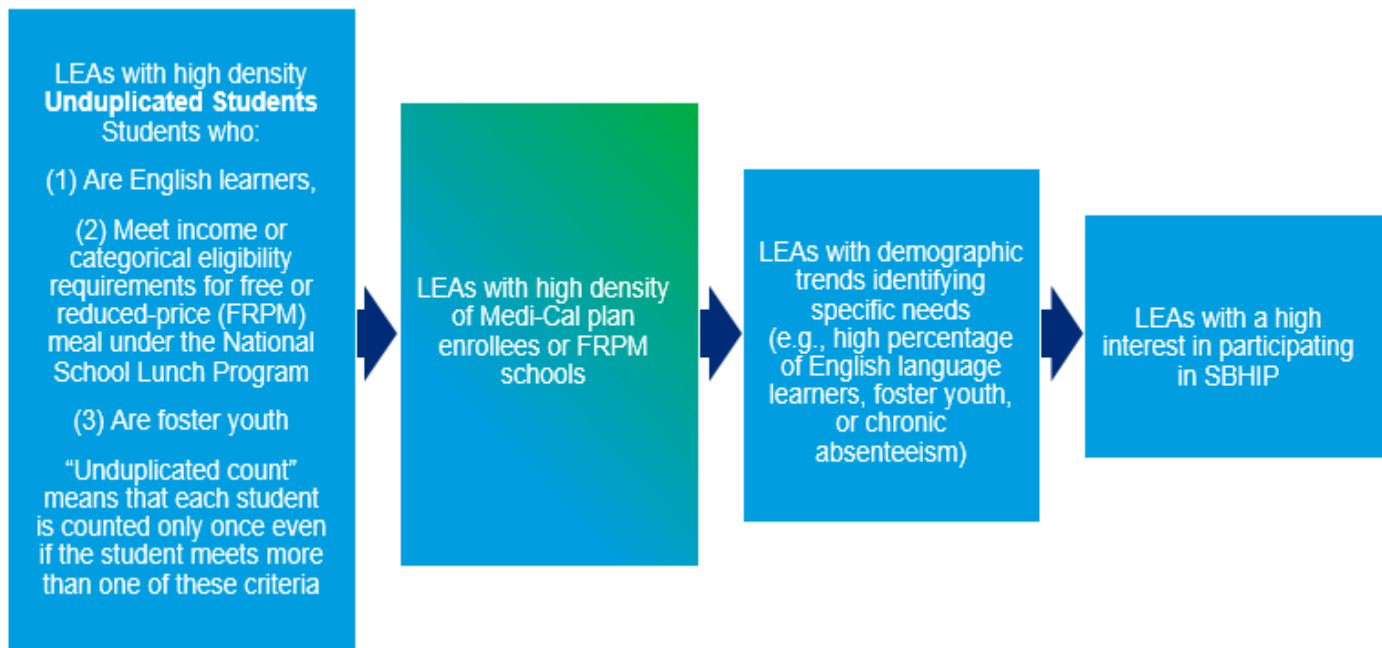 LEAs with high density
Unduplicated Students
Students who:
(1) Are English learners,
(2) Meet income or
categorical eligibility
requirements for free or
reduced-price (FRPM)
meal under the National
School Lunch Program
(3) Are foster youth
“Unduplicated count”
means that each student
is counted only once even
if the student meets more
than one of these criteria
LEAs with high density
of Medi-Cal plan
enrollees or FRPM
schools
LEAs with demographic
trends identifying
specific needs
(e.g., high percentage
of English language
learners, foster youth,
or chronic
absenteeism)
LEAs with a high
interest in participating
in SBHIP